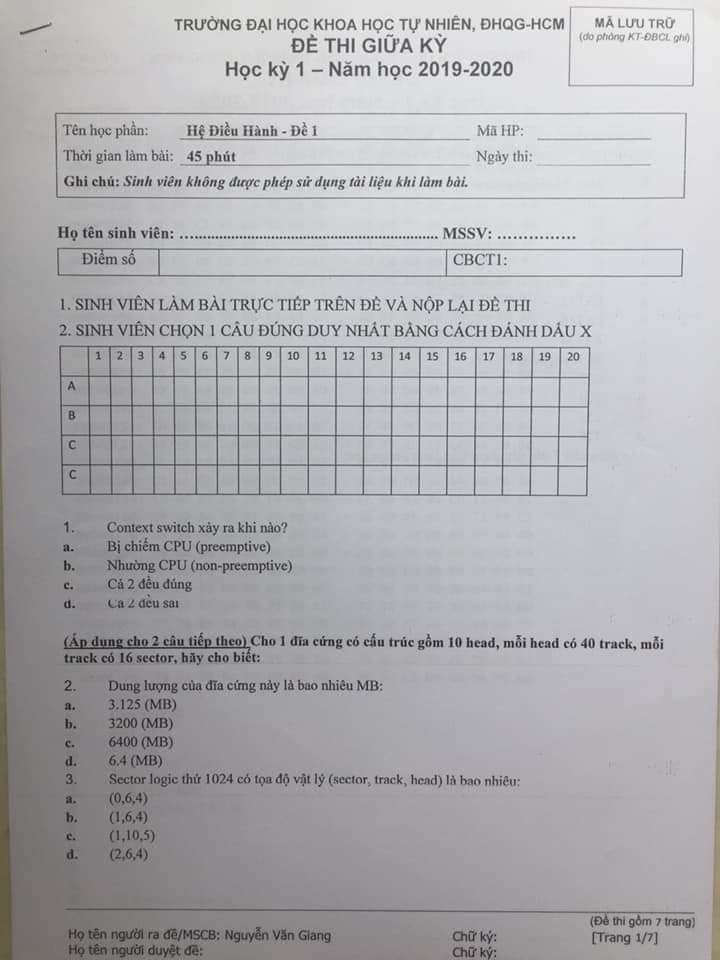 TRƯỜNG ĐẠI HỌC KHOA HỌC TỰ NHIÊN, ĐHQG-HCM
ĐỀ THI GIỮA KỲ
Học kỳ 1 – Năm học 2019-2020
MÃ LƯU TRỮ
(do phòng KT-ĐBCL ghi)
Tên học phần: Hệ Điều Hành - Đề 1 Mã HP:
Thời gian làm bài: 45 phút Ngày thi:
Ghi chú: Sinh viên không được phép sử dụng tài liệu khi làm bài.
Họ tên sinh viên: ................................................................ MSSV: ...............
Điểm số CBCT1:
1. SINH VIÊN LÀM BÀI TRỰC TIẾP TRÊN ĐỀ VÀ NỘP LẠI ĐỀ THI
2. SINH VIÊN CHỌN 1 CÂU ĐÚNG DUY NHẤT BẰNG CÁCH ĐÁNH DẤU X
1 2 3 4 5 6 7 8 9 10 11 12 13 14 15 16 17 18 19 20
A
B
C
C
1. Context switch xảy ra khi nào?
a. Bị chiếm CPU (preemptive)
b. Nhường CPU (non-preemptive)
c. Cả 2 đều đúng
d. Cả 2 đều sai
(Áp dụng cho 2 câu tiếp theo) Cho 1 đĩa cứng có cấu trúc gồm 10 head, mỗi head có 40 track, mỗi
track có 16 sector, hãy cho biết:
2. Dung lượng của đĩa cứng này là bao nhiêu MB:
a. 3.125 (MB)
b. 3200 (MB)
c. 6400 (MB)
d. 6.4 (MB)
3. Sector logic thứ 1024 có tọa độ vật lý (sector, track, head) là bao nhiêu:
a. (0,6,4)
b. (1,6,4)
c. (1,10,5)
d. (2,6,4)
(Đề thi gồm 7 trang)
Họ tên người ra đề/MSCB: Nguyễn Văn Giang Chữ ký: [Trang 1/7]
Họ tên người duyệt đề: Chữ ký: